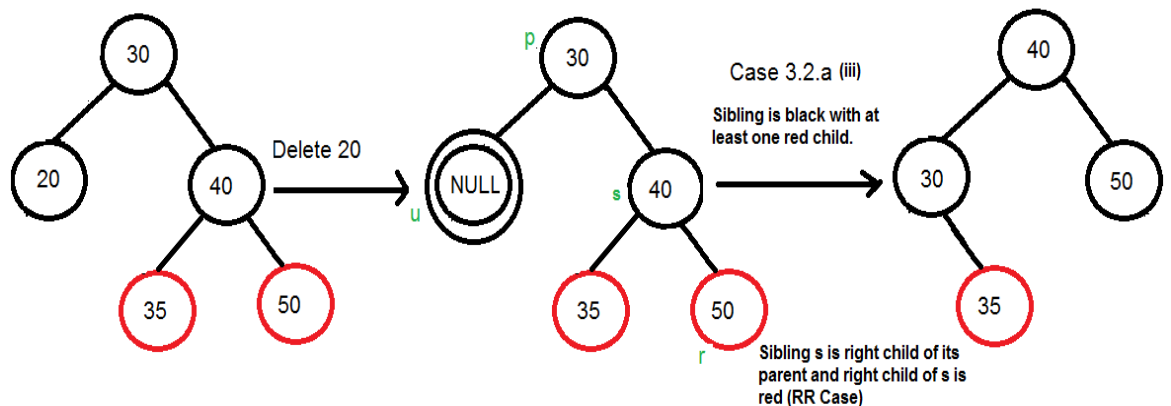 30
20
40
35
50
Delete 20
p
30
NULL
u
s
40
35
50
r
Case 3.2.a (iii)
Sibling is black with at
least one red child.
Sibling s is right child of its
parent and right child of s is
red (RR Case)
40
30
50
35